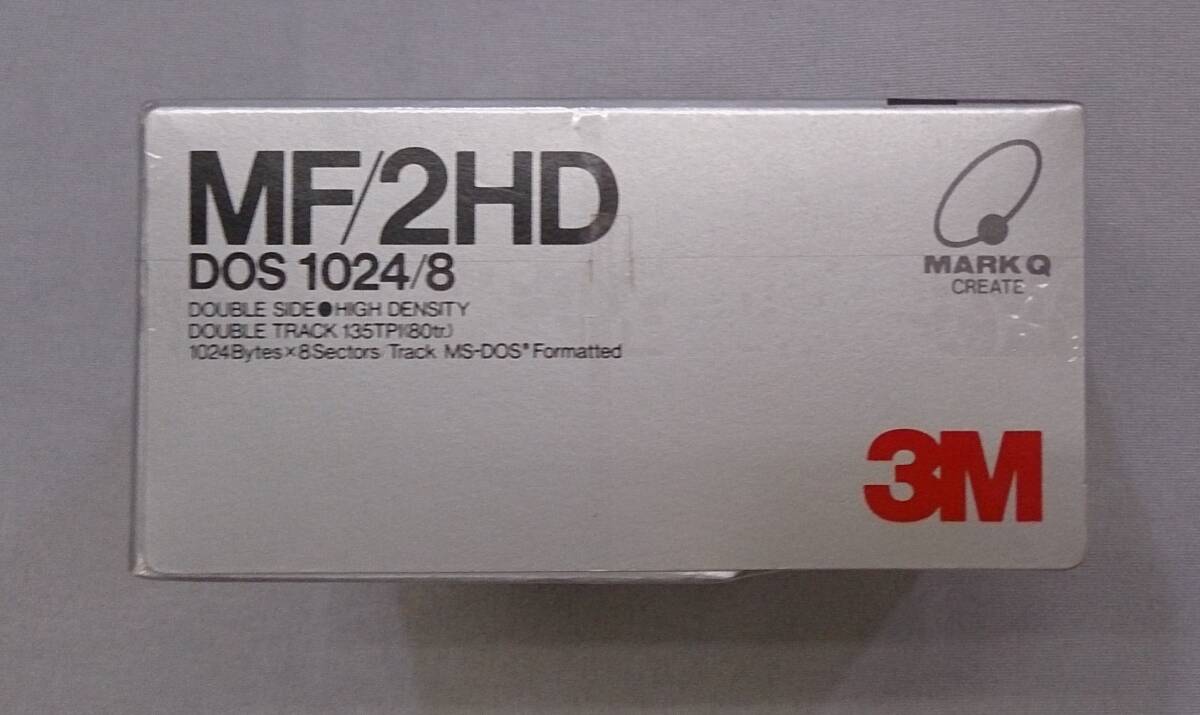 MF/2HD
DOS 1024/8
DOUBLE SIDE●HIGH DENSITY
DOUBLE TRACK 135TPI(80tr.)
1024Bytes×8Sectors/Track MS-DOS® Formatted
MARK Q
CREATE
3M